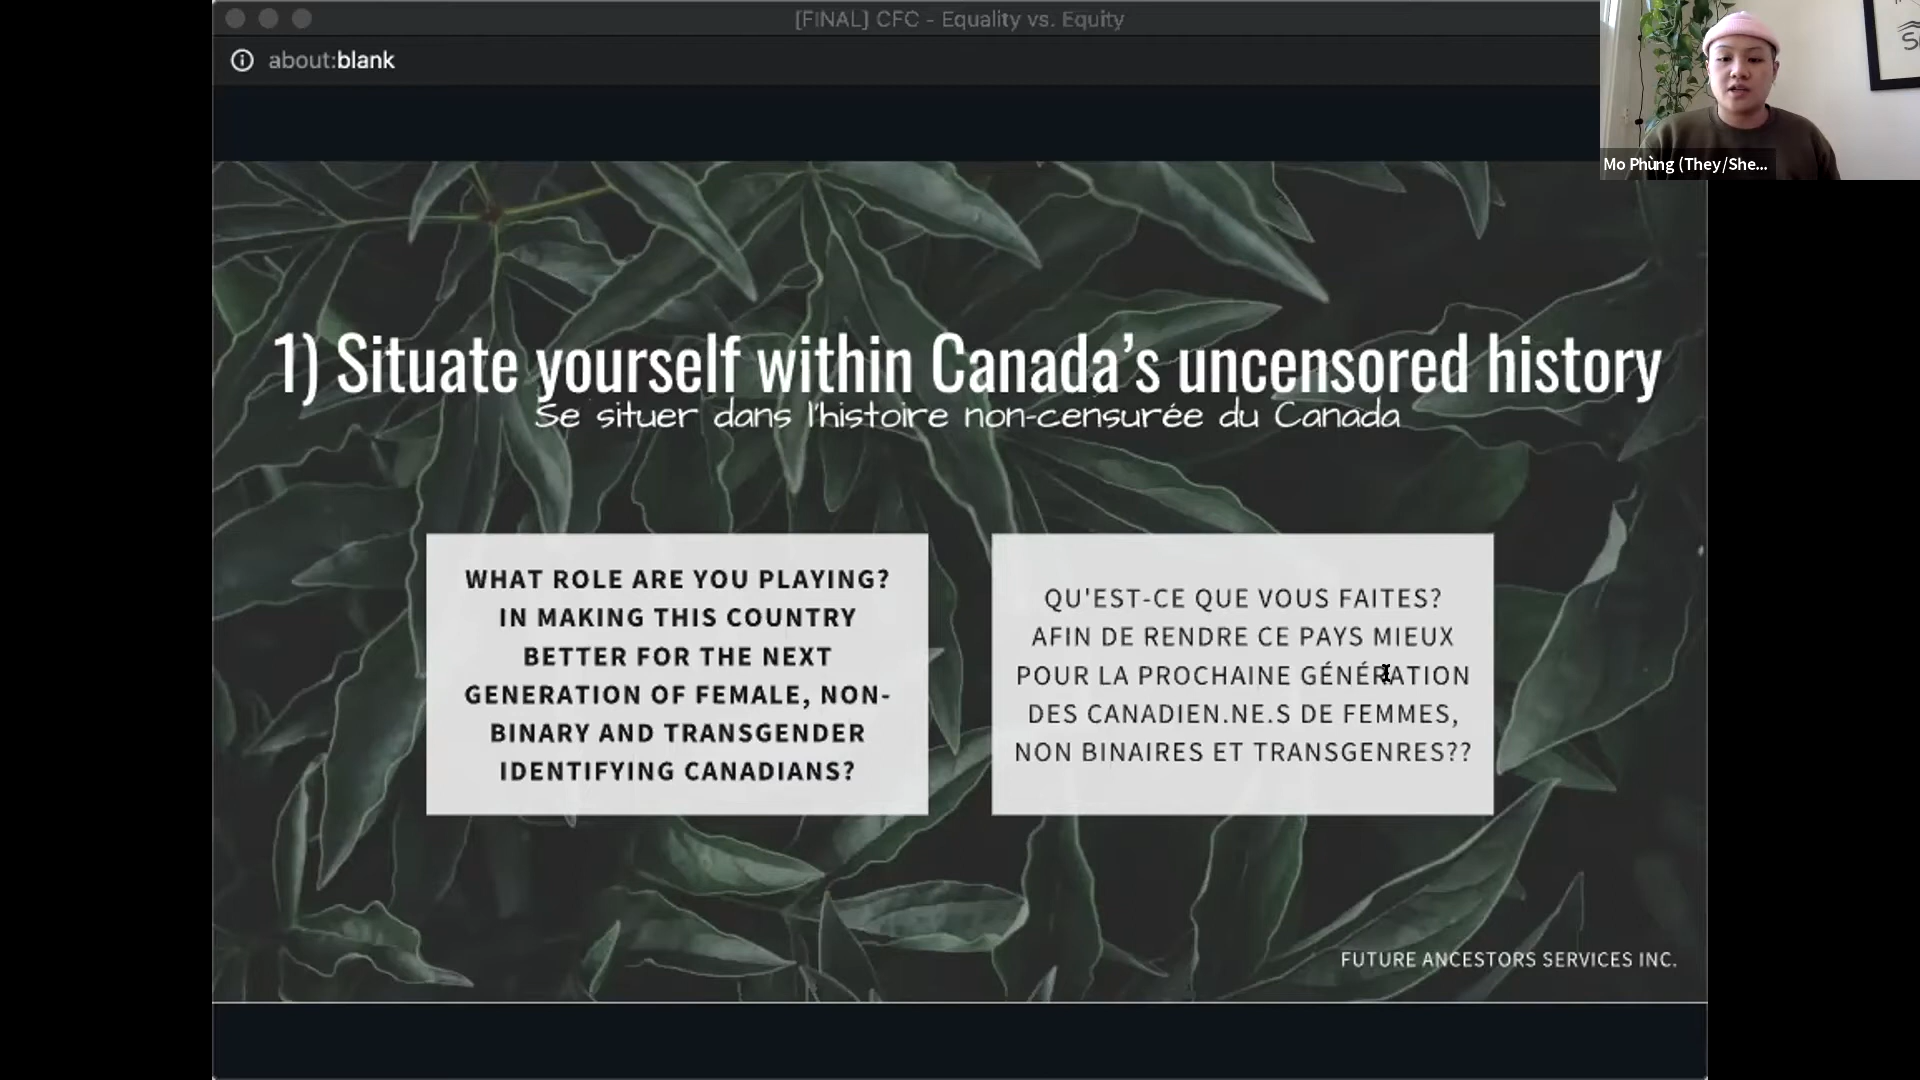 [FINAL] CFC - Equality vs. Equity
about:blank
Mo Phùng (They/She...
1) Situate yourself within Canada's uncensored history
Se situer dans l'histoire non-censurée du Canada
WHAT ROLE ARE YOU PLAYING?
IN MAKING THIS COUNTRY
BETTER FOR THE NEXT
GENERATION OF FEMALE, NON-
BINARY AND TRANSGENDER
IDENTIFYING CANADIANS?
QU'EST-CE QUE VOUS FAITES?
AFIN DE RENDRE CE PAYS MIEUX
POUR LA PROCHAINE GÉNÉRATION
DES CANADIEN.NE.S DE FEMMES,
NON BINAIRES ET TRANSGENRES??
FUTURE ANCESTORS SERVICES INC.